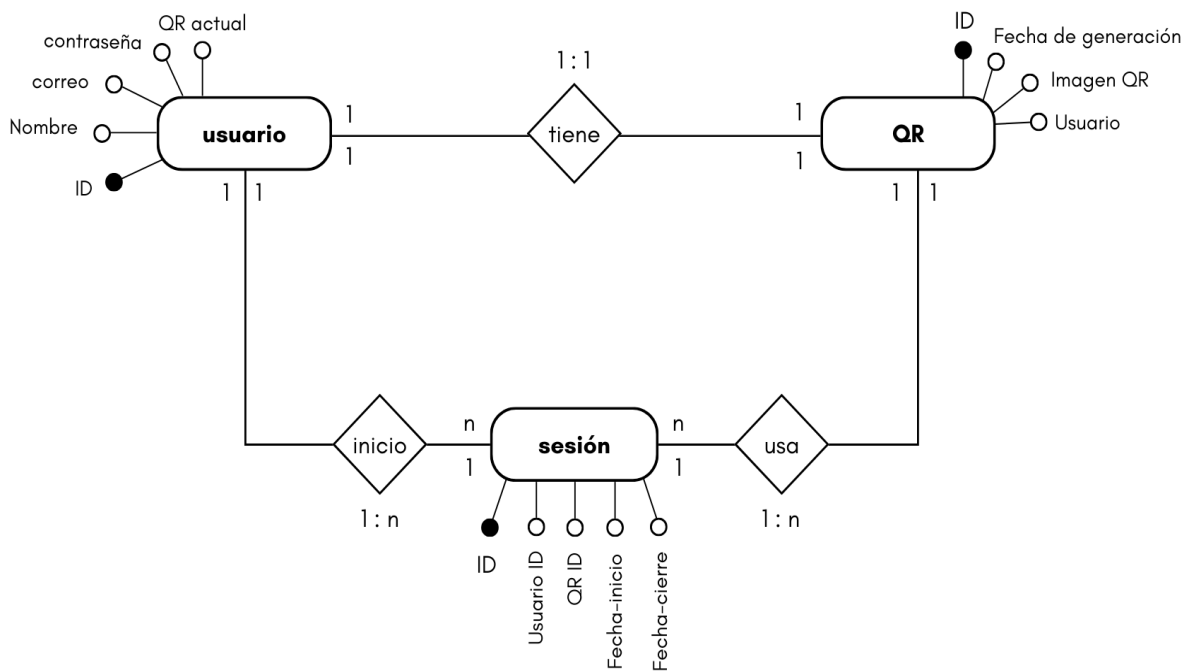 QR actual
contraseña
correo
Nombre
ID
usuario
1
1
1 1
1 : 1
tiene
1
1
ID
Fecha de generación
Imagen QR
Usuario
QR
1 1
inicio
1 : n
n
1
sesión
n
1
usa
1 : n
ID
Usuario ID
QR ID
Fecha-inicio
Fecha-cierre